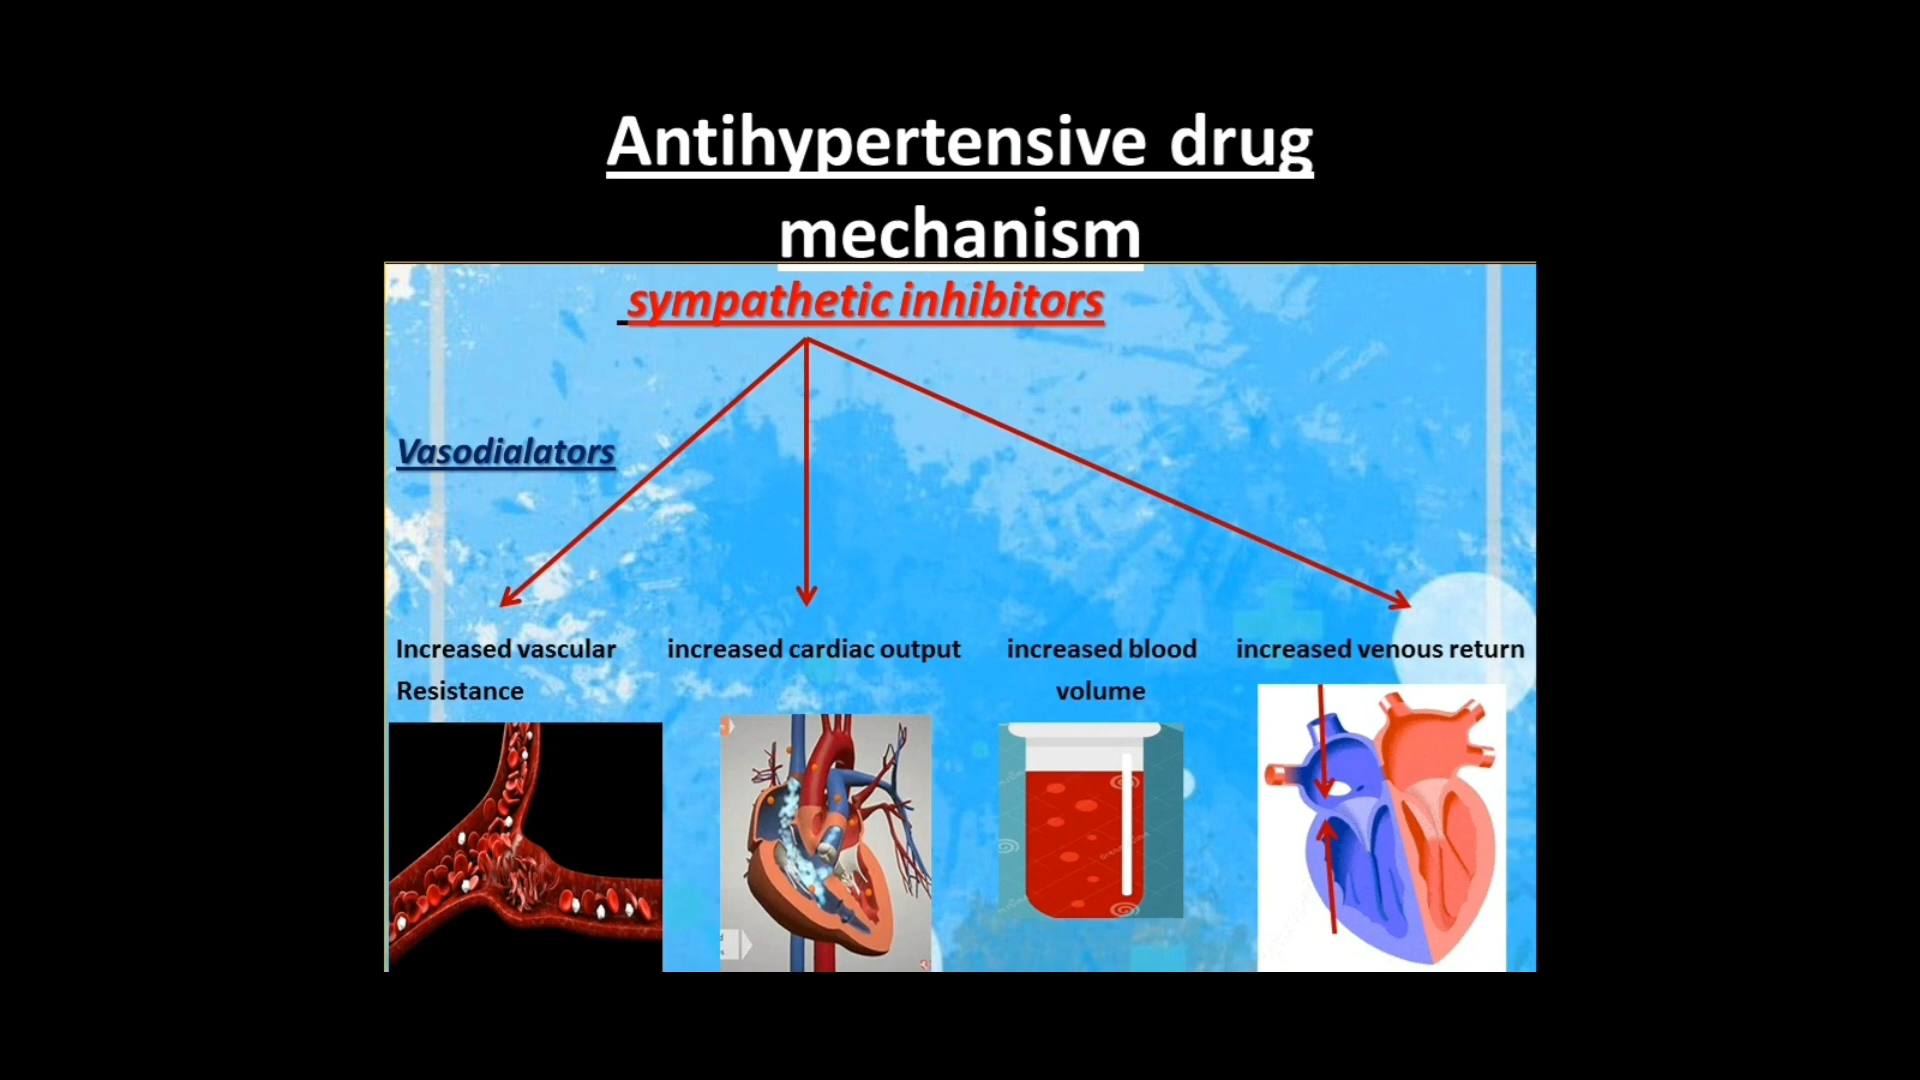 Antihypertensive drug
mechanism
sympathetic inhibitors
Vasodialators
Increased vascular
Resistance
increased cardiac output
increased blood
volume
increased venous return